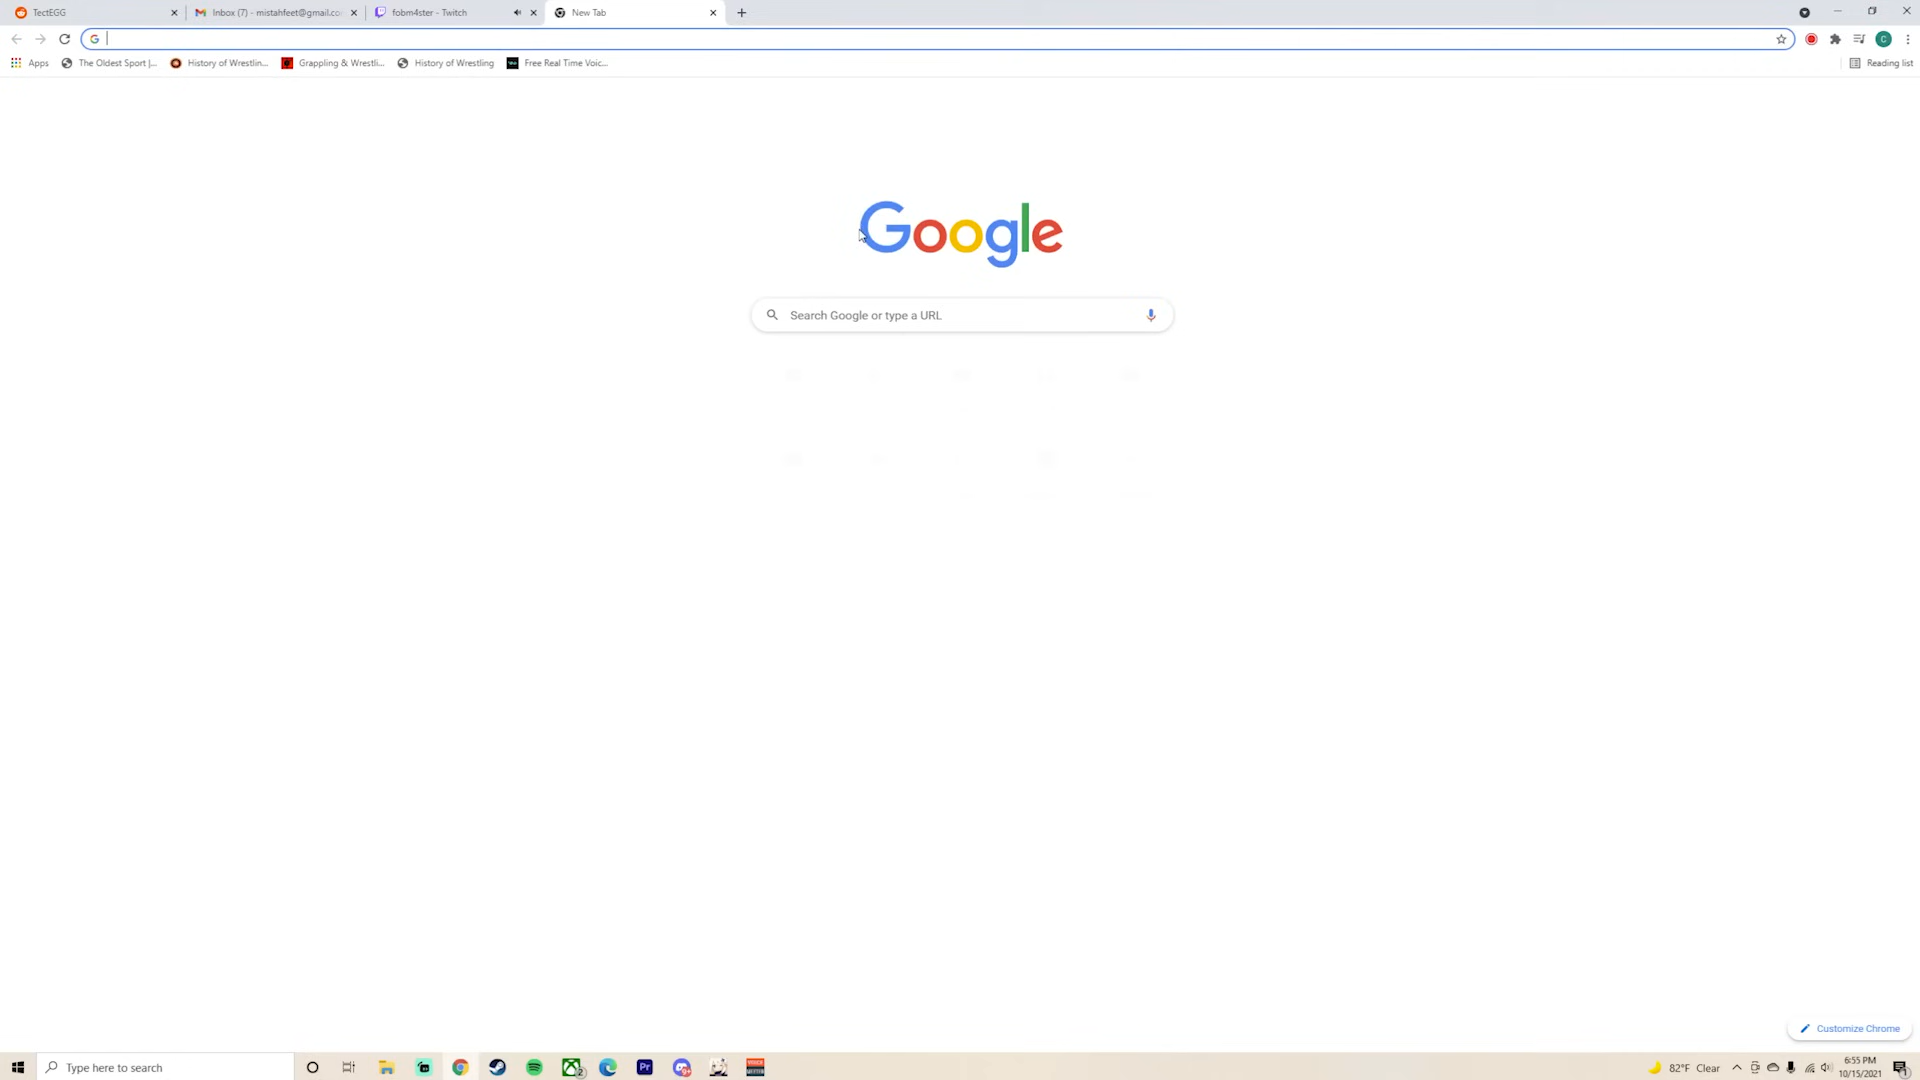 TectEGG
Inbox (7) - mistahfeet@gmail.co
fobm4ster - Twitch
New Tab
Apps
The Oldest Sport |...
History of Wrestlin...
Grappling & Wrestli...
History of Wrestling
Free Real Time Voic...
Reading list
Google
Search Google or type a URL
Customize Chrome
Type here to search
82°F Clear
6:55 PM
10/15/2021